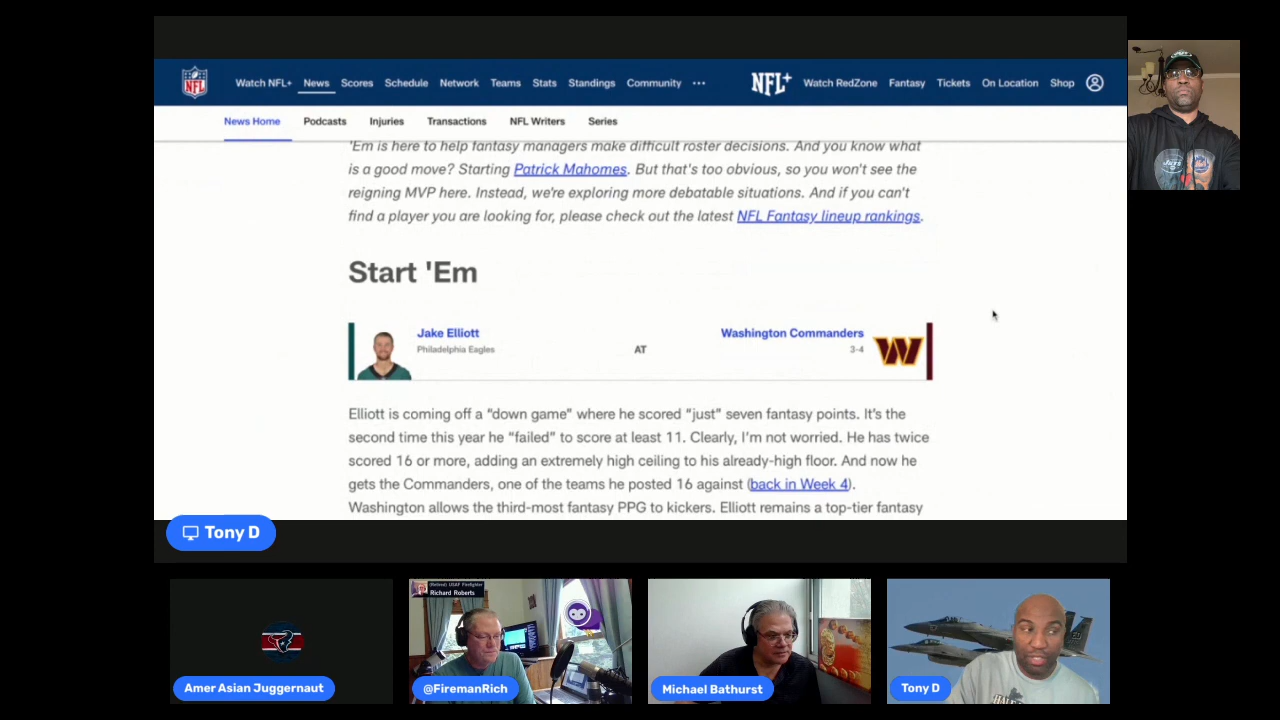 Watch NFL+ News Scores Schedule Network Teams Stats Standings Community ··· NFL+ Watch RedZone Fantasy Tickets On Location Shop
NFL
News Home Podcasts Injuries Transactions NFL Writers Series
'Em is here to help fantasy managers make difficult roster decisions. And you know what
is a good move? Starting Patrick Mahomes. But that's too obvious, so you won't see the
reigning MVP here. Instead, we're exploring more debatable situations. And if you can't
find a player you are looking for, please check out the latest NFL Fantasy lineup rankings.
Start 'Em
Jake Elliott
Philadelphia Eagles
AT
Washington Commanders
3-4
W
Elliott is coming off a “down game” where he scored “just” seven fantasy points. It’s the
second time this year he “failed” to score at least 11. Clearly, I’m not worried. He has twice
scored 16 or more, adding an extremely high ceiling to his already-high floor. And now he
gets the Commanders, one of the teams he posted 16 against (back in Week 4).
Washington allows the third-most fantasy PPG to kickers. Elliott remains a top-tier fantasy
Tony D
JETS
(Retired) USAF Firefighter
Richard Roberts
Amer Asian Juggernaut
@FiremanRich
Michael Bathurst
Tony D